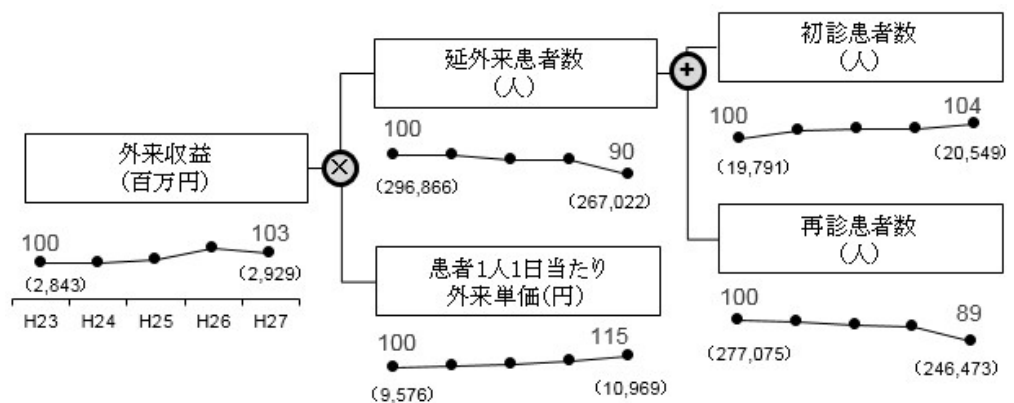 外来収益
(百万円)
100
103
(2,843)
(2,929)
H23 H24 H25 H26 H27
×
延外来患者数
(人)
100
90
(296,866)
(267,022)
患者1人1日当たり
外来単価(円)
100
115
(9,576)
(10,969)
+
初診患者数
(人)
100
104
(19,791)
(20,549)
再診患者数
(人)
100
89
(277,075)
(246,473)